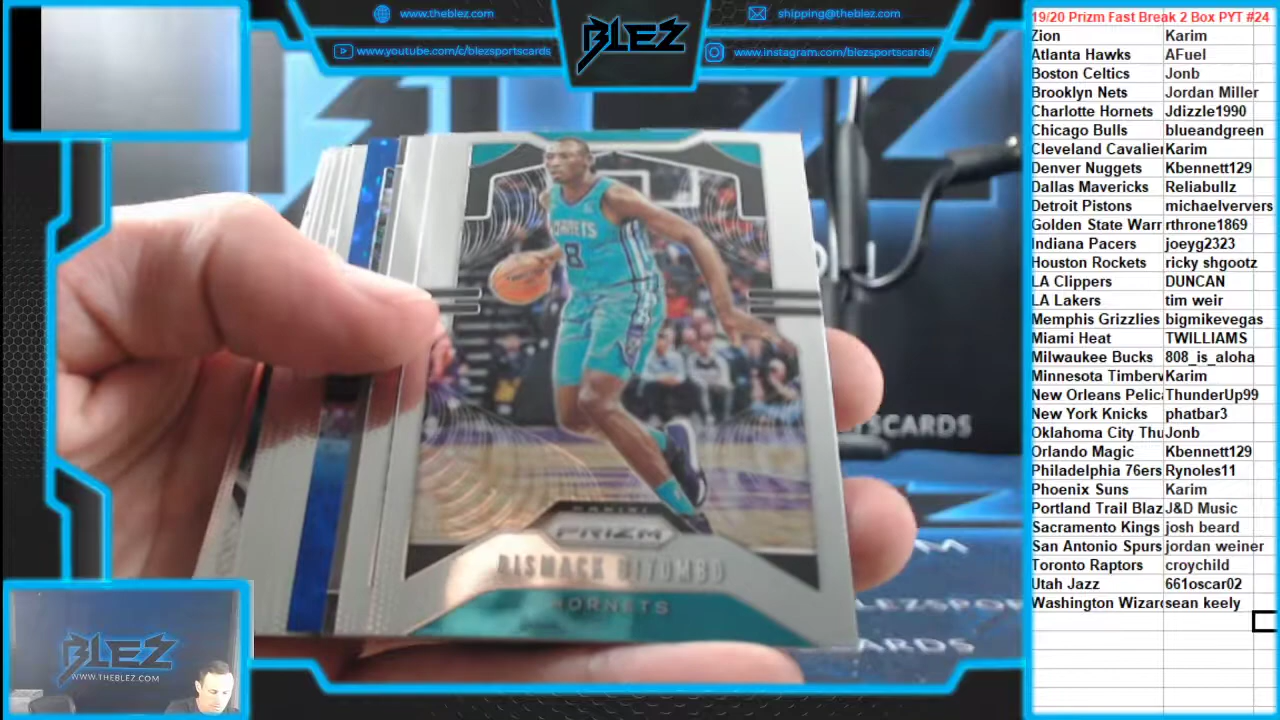 www.theblez.com
shipping@theblez.com
BLEZ
www.youtube.com/c/blezsportscards
www.instagram.com/blezsportscards/
HORNETS
8
SCARDS
PANINI
PRIZM
BISMACK BIYOMBO
HORNETS
BLEZSPOR
CARDS
BLEZ
WWW.THEBLEZ.COM
19/20 Prizm Fast Break 2 Box PYT #24
Zion Karim
Atlanta Hawks AFuel
Boston Celtics Jonb
Brooklyn Nets Jordan Miller
Charlotte Hornets Jdizzle1990
Chicago Bulls blueandgreen
Cleveland Cavalier Karim
Denver Nuggets Kbennett129
Dallas Mavericks Reliabullz
Detroit Pistons michaelververs
Golden State Warr rthrone1869
Indiana Pacers joeyg2323
Houston Rockets ricky shgootz
LA Clippers DUNCAN
LA Lakers tim weir
Memphis Grizzlies bigmikevegas
Miami Heat TWILLIAMS
Milwaukee Bucks 808_is_aloha
Minnesota Timberv Karim
New Orleans Pelica ThunderUp99
New York Knicks phatbar3
Oklahoma City Thu Jonb
Orlando Magic Kbennett129
Philadelphia 76ers Rynoles11
Phoenix Suns Karim
Portland Trail Blaz J&D Music
Sacramento Kings josh beard
San Antonio Spurs jordan weiner
Toronto Raptors croychild
Utah Jazz 661oscar02
Washington Wizar sean keely